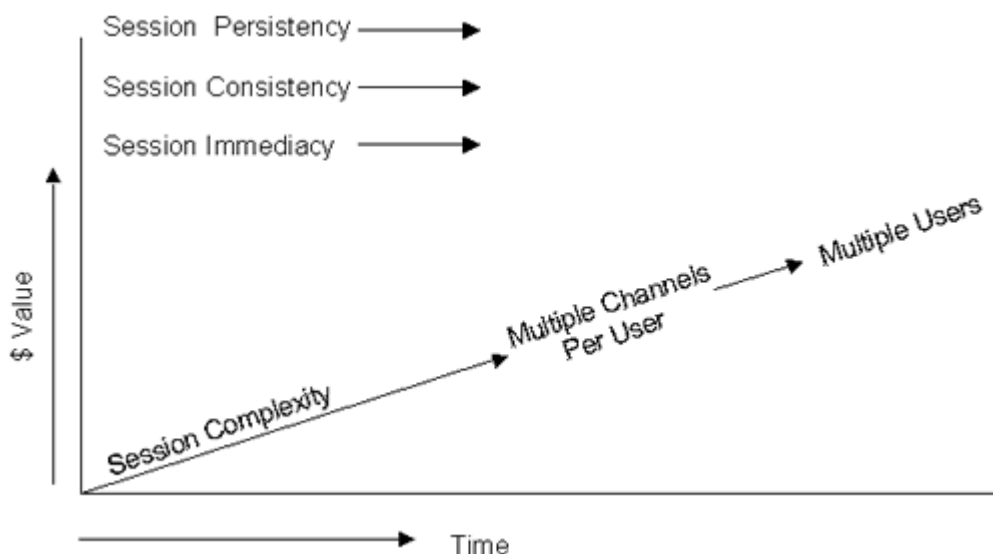 Session Persistency
Session Consistency
Session Immediacy
$ Value
Multiple Users
Multiple Channels
Per User
Session Complexity
Time